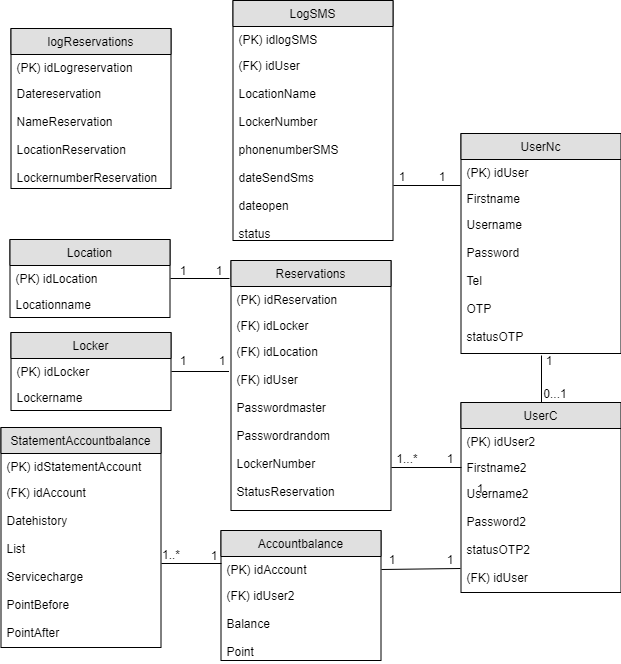 logReservations
(PK) idLogreservation
Datereservation
NameReservation
LocationReservation
LockernumberReservation
LogSMS
(PK) idlogSMS
(FK) idUser
LocationName
LockerNumber
phonenumberSMS
dateSendSms
dateopen
status
1
1
UserNc
(PK) idUser
Firstname
Username
Password
Tel
OTP
statusOTP
1
0...1
Location
(PK) idLocation
Locationname
1
1
Locker
(PK) idLocker
Lockername
1
1
Reservations
(PK) idReservation
(FK) idLocker
(FK) idLocation
(FK) idUser
Passwordmaster
Passwordrandom
LockerNumber
StatusReservation
1...*
1
UserC
(PK) idUser2
Firstname2
1
Username2
Password2
statusOTP2
(FK) idUser
StatementAccountbalance
(PK) idStatementAccount
(FK) idAccount
Datehistory
List
Servicecharge
PointBefore
PointAfter
1..*
1
Accountbalance
(PK) idAccount
(FK) idUser2
Balance
Point
1
1